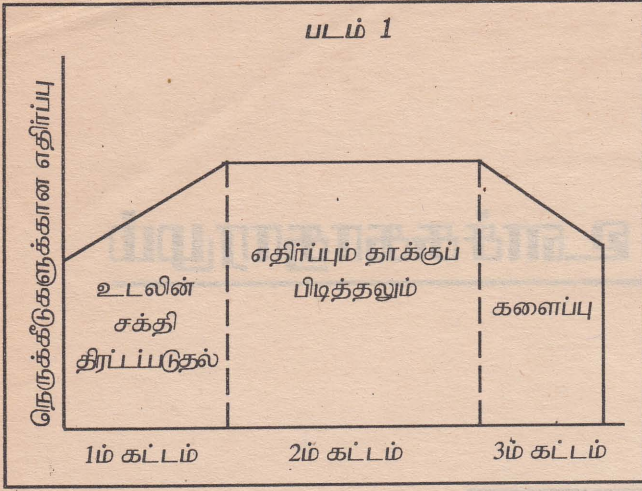 படம் 1
நெருக்கீடுகளுக்கான எதிர்ப்பு
உடலின்
சக்தி
திரட்டப்படுதல்
எதிர்ப்பும் தாக்குப்
பிடித்தலும்
களைப்பு
1ம் கட்டம்
2ம் கட்டம்
3ம் கட்டம்